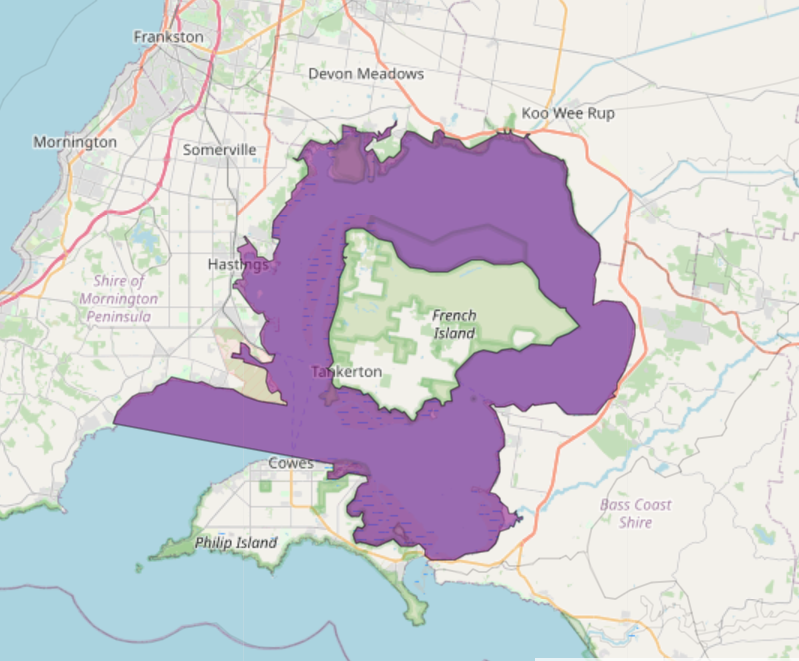 Frankston
Devon Meadows
Koo Wee Rup
Mornington
Somerville
Hastings
Shire of
Mornington
Peninsula
French
Island
Tankerton
Cowes
Bass Coast
Shire
Philip Island